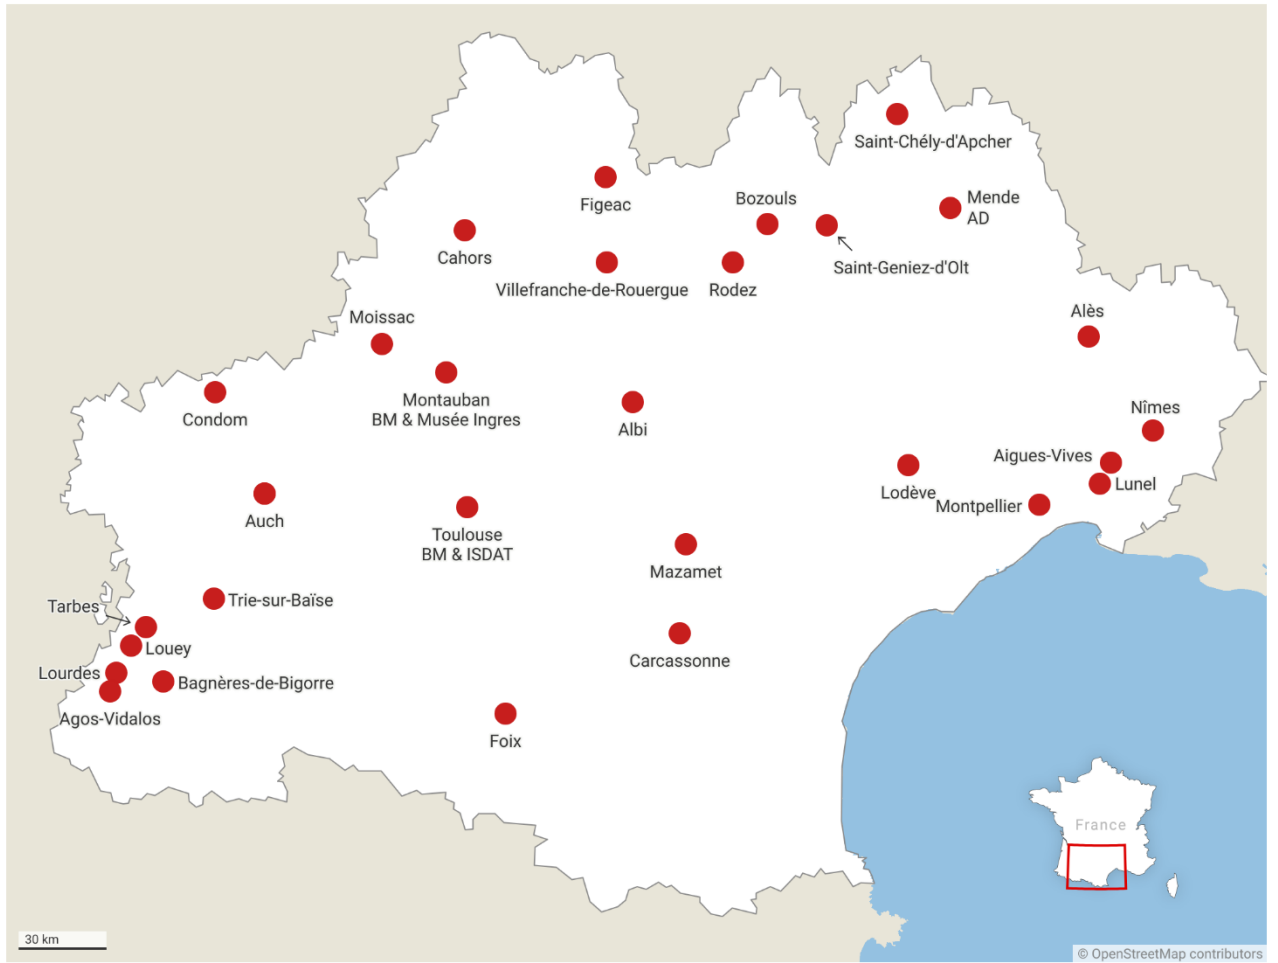 Saint-Chély-d'Apcher
Figeac
Bozouls
Mende
AD
Cahors
Saint-Geniez-d'Olt
Villefranche-de-Rouergue
Rodez
Moissac
Alès
Condom
Montauban
BM & Musée Ingres
Albi
Nîmes
Aigues-Vives
Lunel
Lodève
Montpellier
Auch
Toulouse
BM & ISDAT
Mazamet
Trie-sur-Baïse
Tarbes
Louey
Lourdes
Bagnères-de-Bigorre
Agos-Vidalos
Carcassonne
Foix
France
30 km
© OpenStreetMap contributors